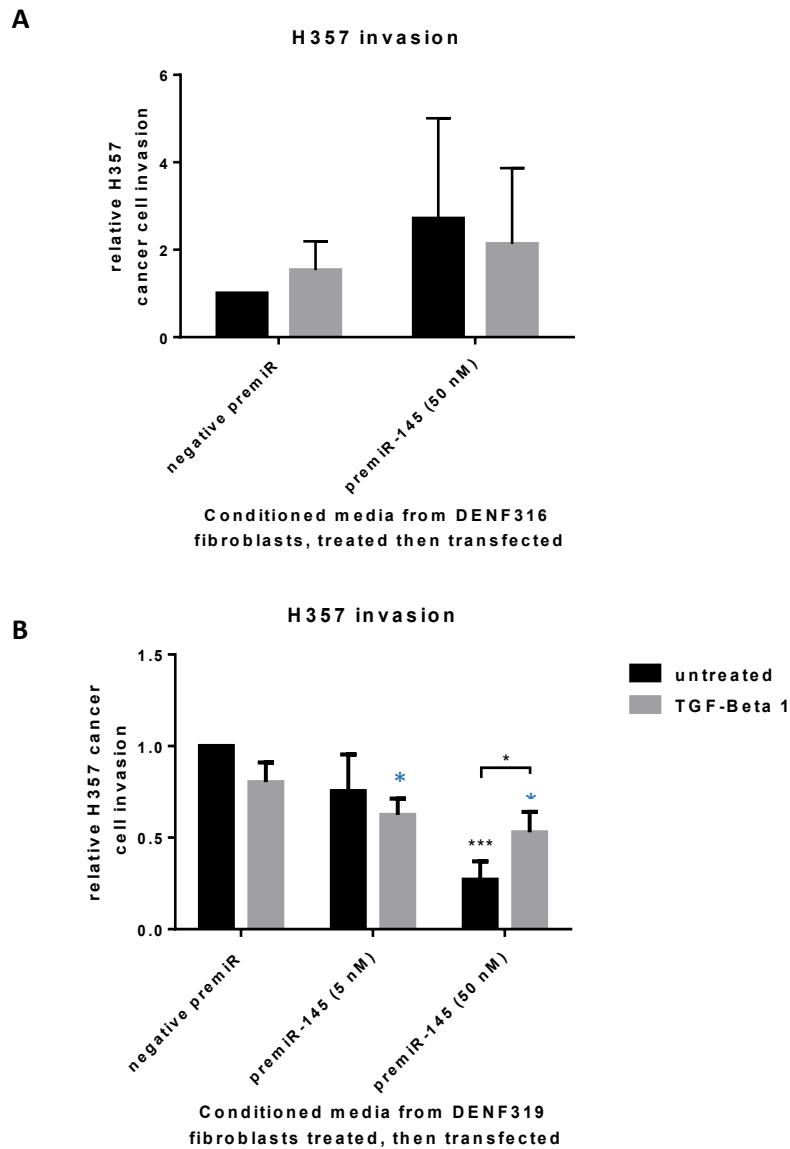 A
H357 invasion
relative H357
cancer cell invasion
6
4
2
0
negative premiR
premiR-145 (50 nM)
Conditioned media from DENF316
fibroblasts, treated then transfected
B
H357 invasion
relative H357 cancer
cell invasion
1.5
1.0
0.5
0.0
*
***
*
*
untreated
TGF-Beta 1
negative premiR
premiR-145 (5 nM)
premiR-145 (50 nM)
Conditioned media from DENF319
fibroblasts treated, then transfected